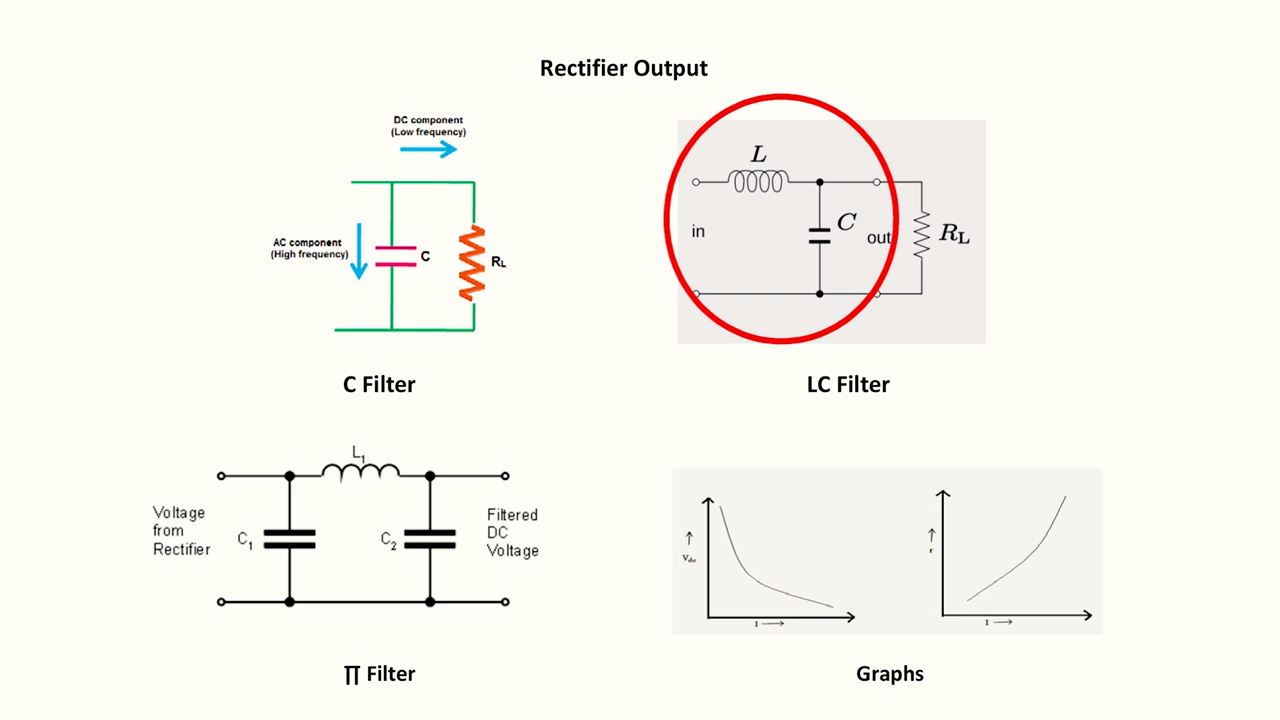 Rectifier Output
DC component
(Low frequency)
AC component
(High frequency)
C
RL
L
in
C
out
RL
C Filter
LC Filter
L1
Voltage
from
Rectifier
C1
C2
Filtered
DC
Voltage
Vdc
I
r
I
∏ Filter
Graphs